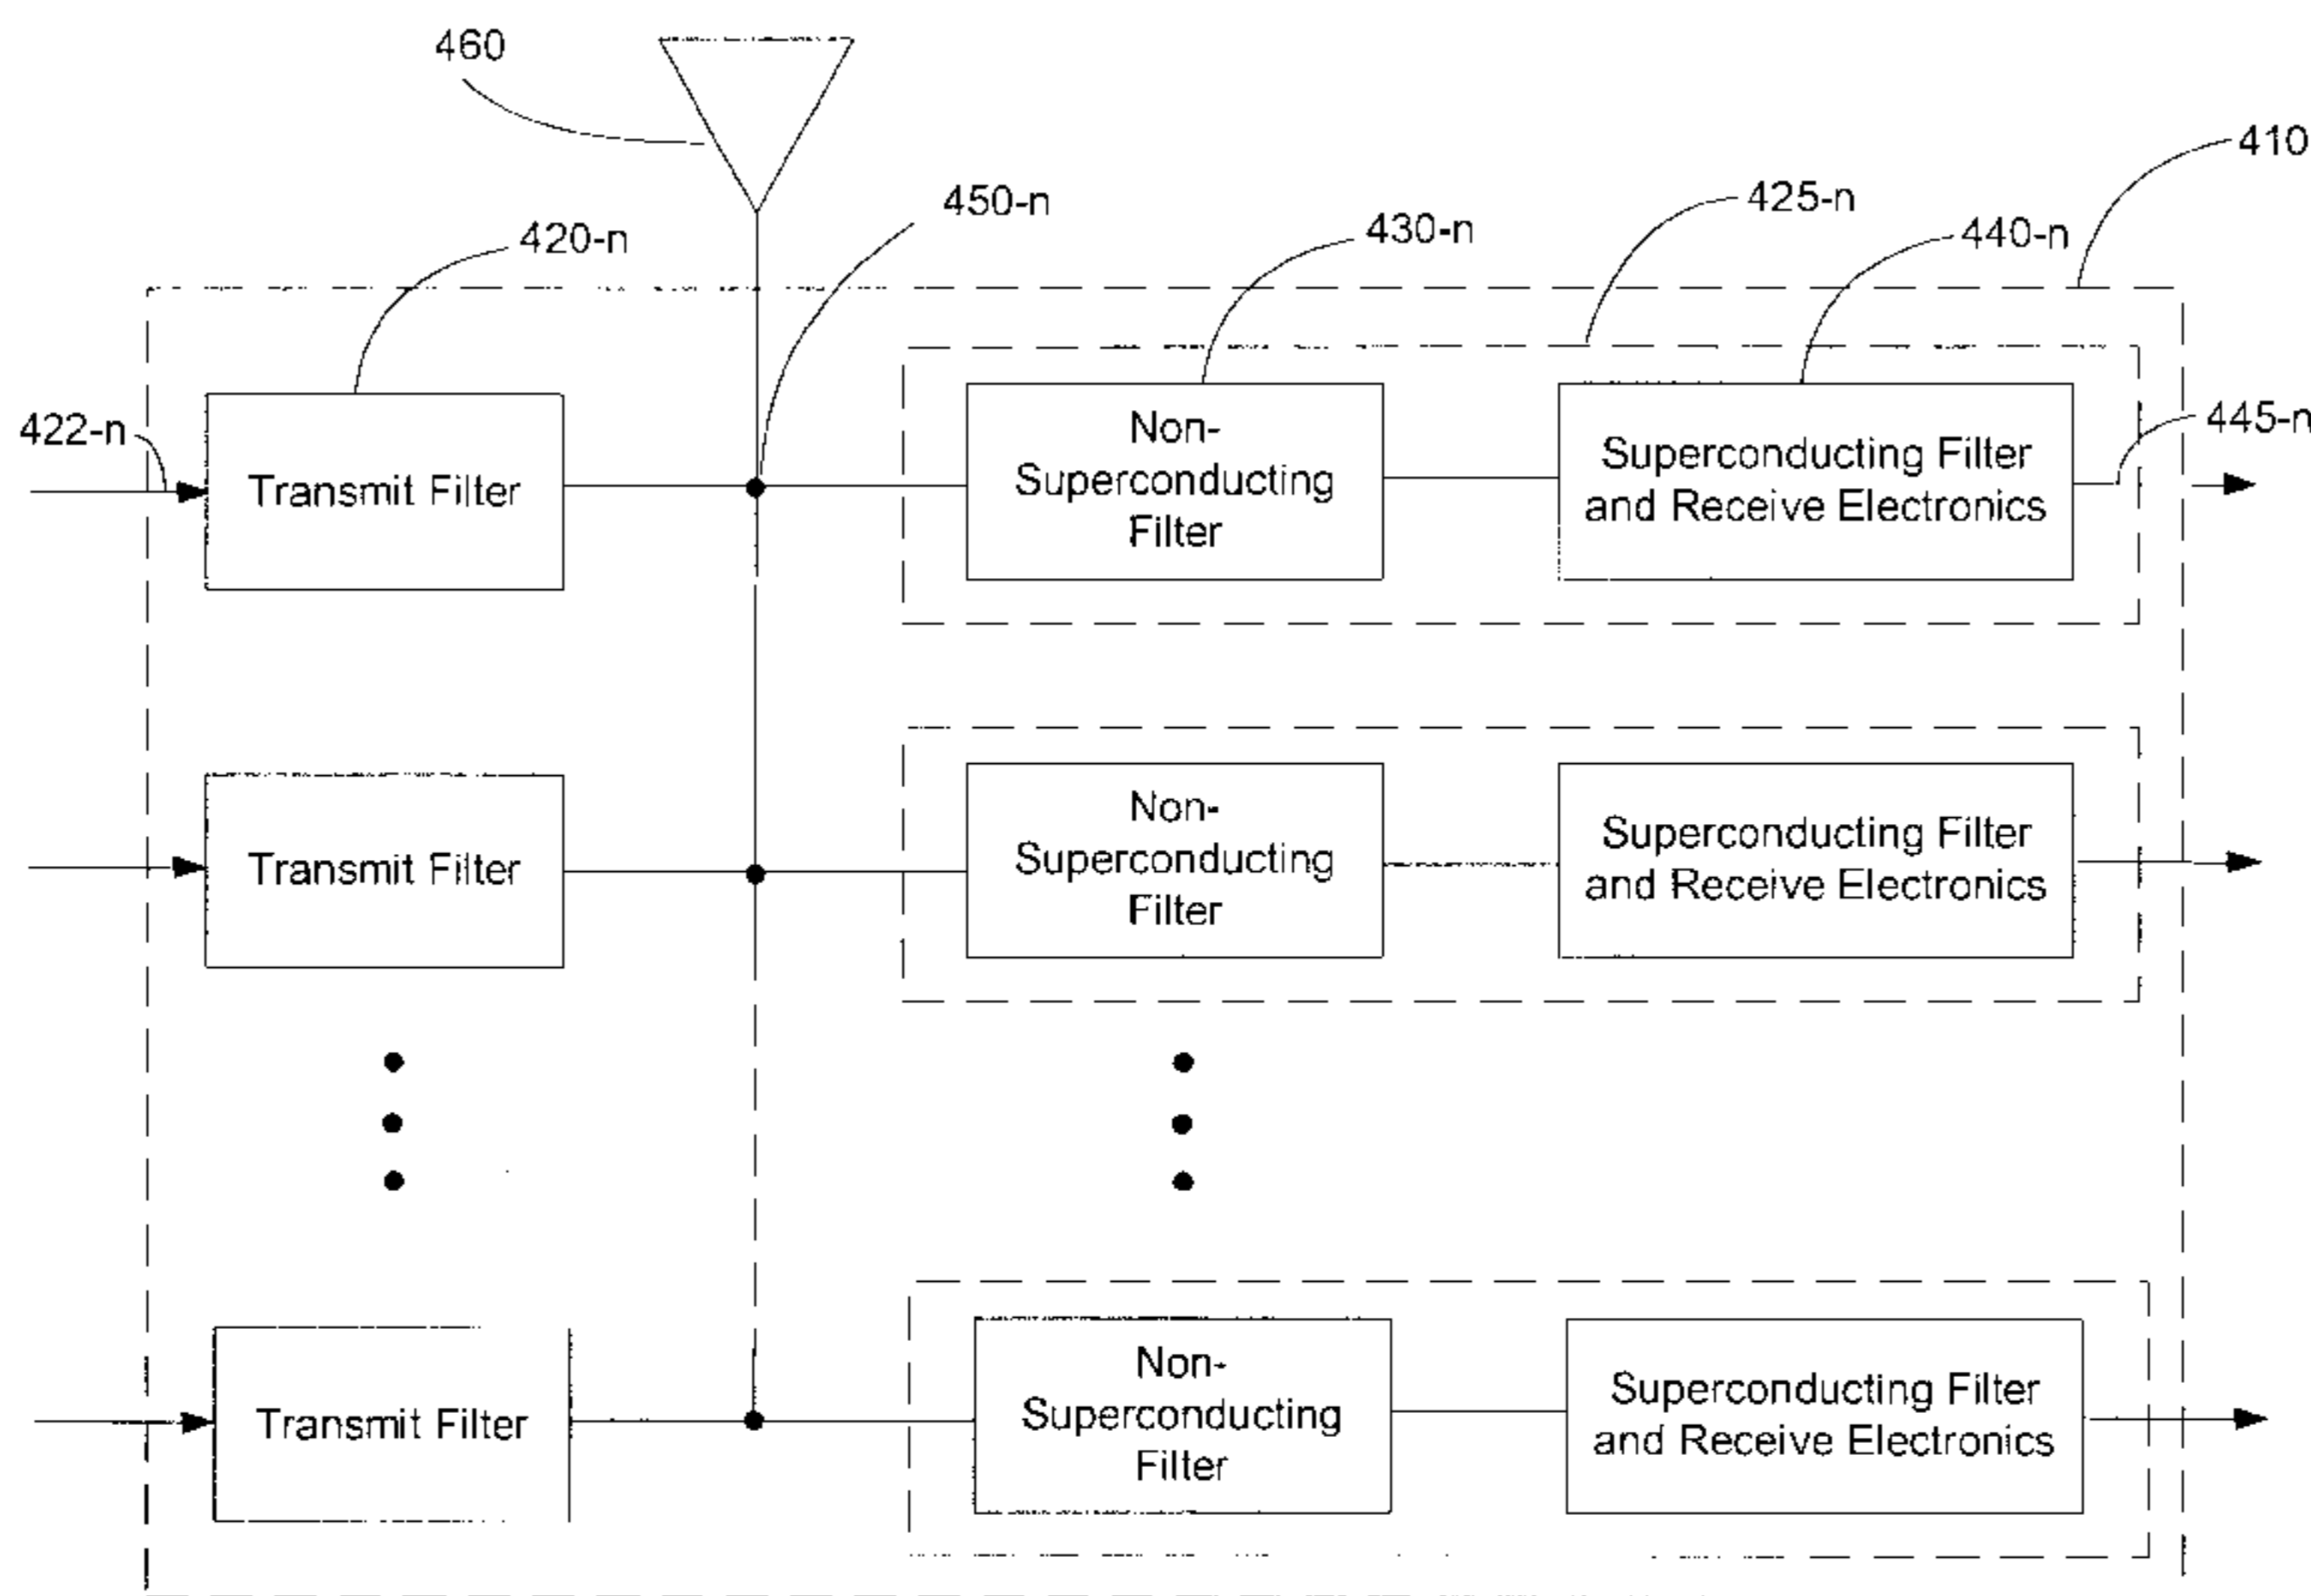 460
410
450-n
425-n
420-n
430-n
440-n
422-n
445-n
Transmit Filter
Non-
Superconducting
Filter
Superconducting Filter
and Receive Electronics
Transmit Filter
Non-
Superconducting
Filter
Superconducting Filter
and Receive Electronics
Transmit Filter
Non-
Superconducting
Filter
Superconducting Filter
and Receive Electronics